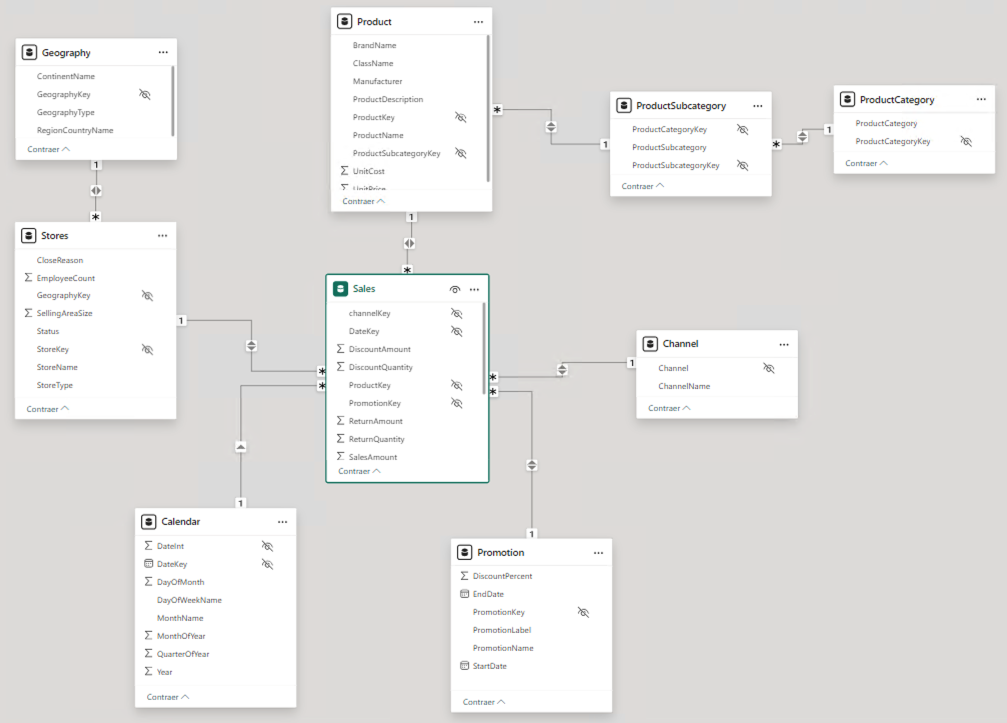 Geography
ContinentName
GeographyKey
GeographyType
RegionCountryName
Contraer
1
*
Stores
CloseReason
EmployeeCount
GeographyKey
SellingAreaSize
Status
StoreKey
StoreName
StoreType
Contraer
1
*
Product
BrandName
ClassName
Manufacturer
ProductDescription
ProductKey
ProductName
ProductSubcategoryKey
UnitCost
UnitPrice
Contraer
*
1
1
*
ProductSubcategory
ProductCategoryKey
ProductSubcategory
ProductSubcategoryKey
Contraer
*
1
ProductCategory
ProductCategory
ProductCategoryKey
Contraer
Sales
channelKey
DateKey
DiscountAmount
DiscountQuantity
ProductKey
PromotionKey
ReturnAmount
ReturnQuantity
SalesAmount
Contraer
*
1
*
1
*
1
Channel
Channel
ChannelName
Contraer
Calendar
DateInt
DateKey
DayOfMonth
DayOfWeekName
MonthName
MonthOfYear
QuarterOfYear
Year
Contraer
Promotion
DiscountPercent
EndDate
PromotionKey
PromotionLabel
PromotionName
StartDate
Contraer